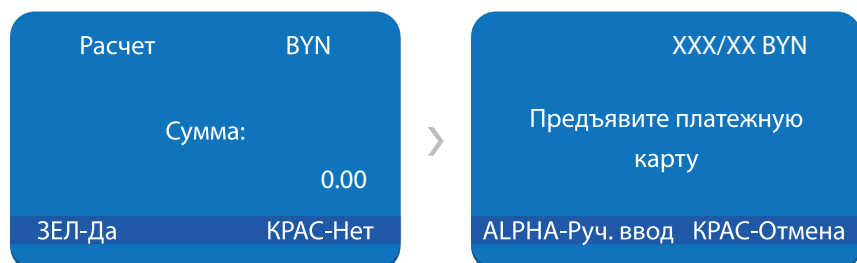 Расчет BYN
Сумма:
0.00
ЗЕЛ-Да КРАС-Нет
XXX/XX BYN
Предъявите платежную
карту
ALPHA-Руч. ввод КРАС-Отмена